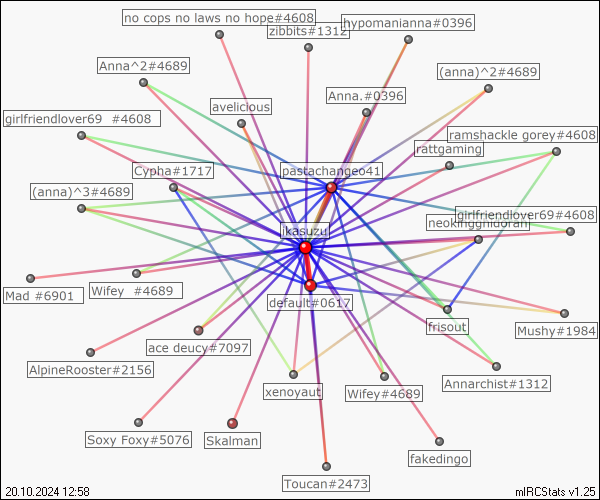 no cops no laws no hope#4608
hypomanianna#0396
zibbits#1312
Anna^2#4689
(anna)^2#4689
avelicious
Anna.#0396
girlfriendlover69 #4608
ramshackle gorey#4608
rattgaming
Cypha#1717
pastachangeo41
(anna)^3#4689
girlfriendlover69#4608
neokingghidorah
ikasuzu
Mad #6901
Wifey #4689
default#0617
frisout
Mushy#1984
ace deucy#7097
AlpineRooster#2156
xenoyaut
Wifey#4689
Annarchist#1312
Soxy Foxy#5076
Skalman
fakedingo
Toucan#2473
20.10.2024 12:58
mIRCStats v1.25